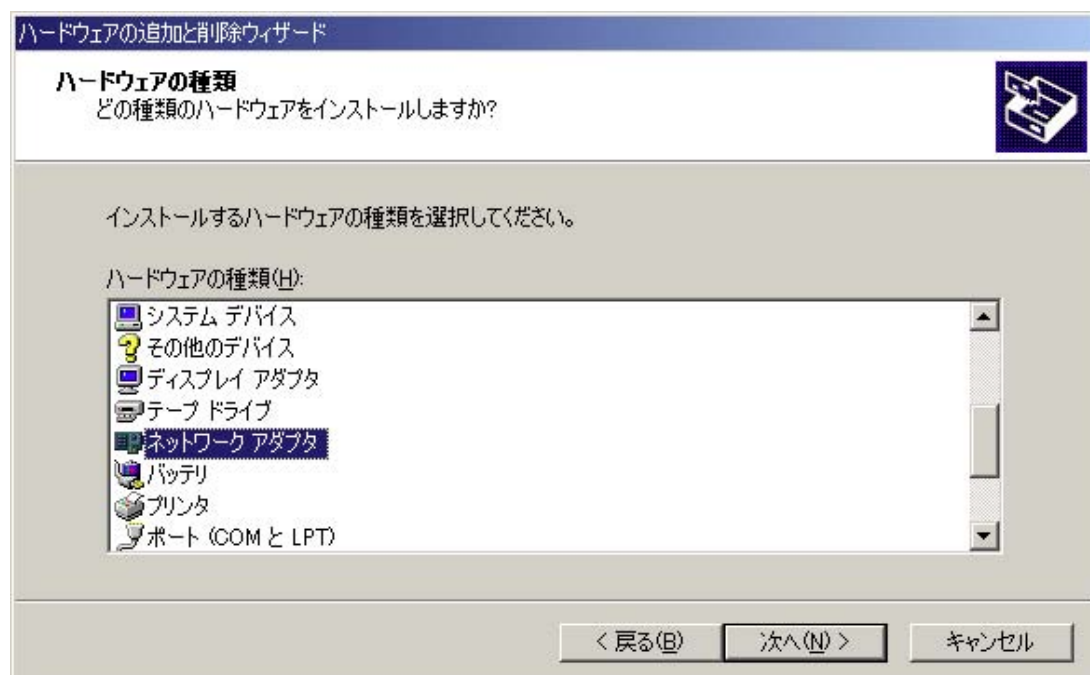 ハードウェアの追加と削除ウィザード
ハードウェアの種類
どの種類のハードウェアをインストールしますか?
インストールするハードウェアの種類を選択してください。
ハードウェアの種類(H):
システム デバイス
その他のデバイス
ディスプレイ アダプタ
テープ ドライブ
ネットワーク アダプタ
バッテリ
プリンタ
ポート (COM と LPT)
< 戻る(B) 次へ(N) > キャンセル